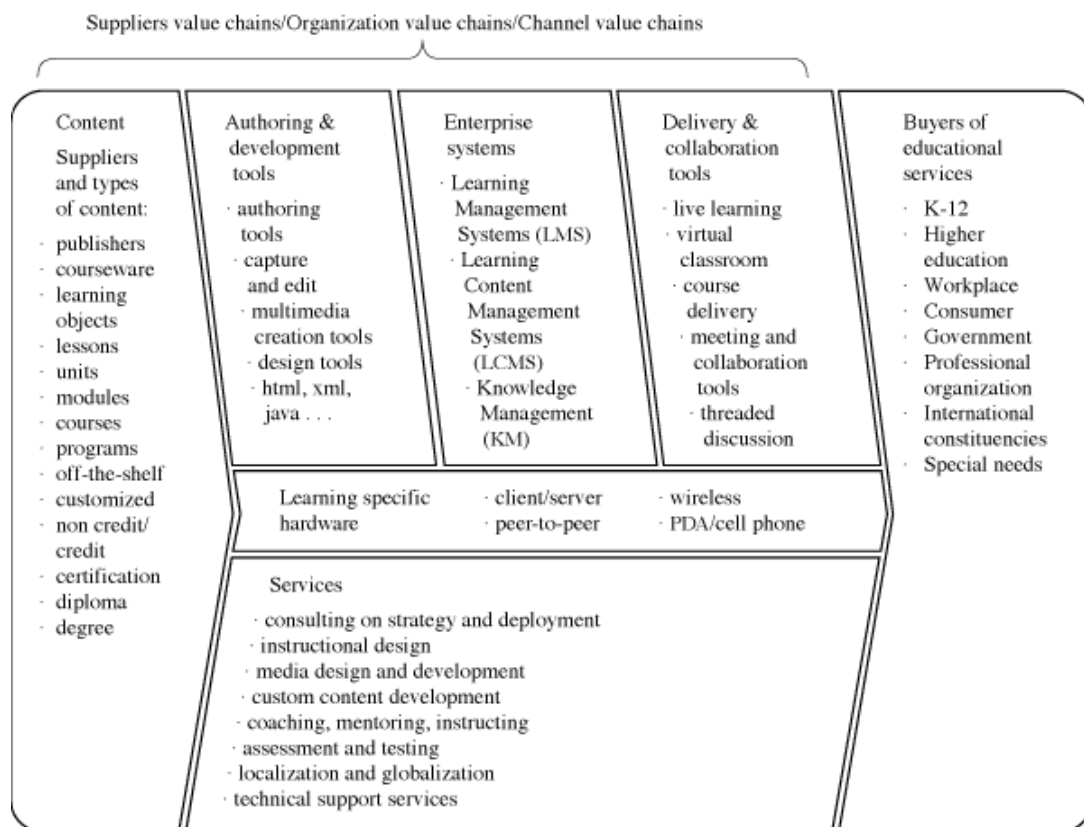 Suppliers value chains/Organization value chains/Channel value chains
Content
Suppliers
and types
of content:
· publishers
· courseware
· learning
objects
· lessons
· units
· modules
· courses
· programs
· off-the-shelf
· customized
· non credit/
credit
· certification
· diploma
· degree
Authoring &
development
tools
· authoring
tools
· capture
and edit
· multimedia
creation tools
· design tools
· html, xml,
java . . .
Enterprise
systems
· Learning
Management
Systems (LMS)
· Learning
Content
Management
Systems
(LCMS)
· Knowledge
Management
(KM)
Delivery &
collaboration
tools
· live learning
· virtual
classroom
· course
delivery
· meeting and
collaboration
tools
· threaded
discussion
Buyers of
educational
services
· K-12
· Higher
education
· Workplace
· Consumer
· Government
· Professional
organization
· International
constituencies
· Special needs
Learning specific
hardware
· client/server
· peer-to-peer
· wireless
· PDA/cell phone
Services
· consulting on strategy and deployment
· instructional design
· media design and development
· custom content development
· coaching, mentoring, instructing
· assessment and testing
· localization and globalization
· technical support services